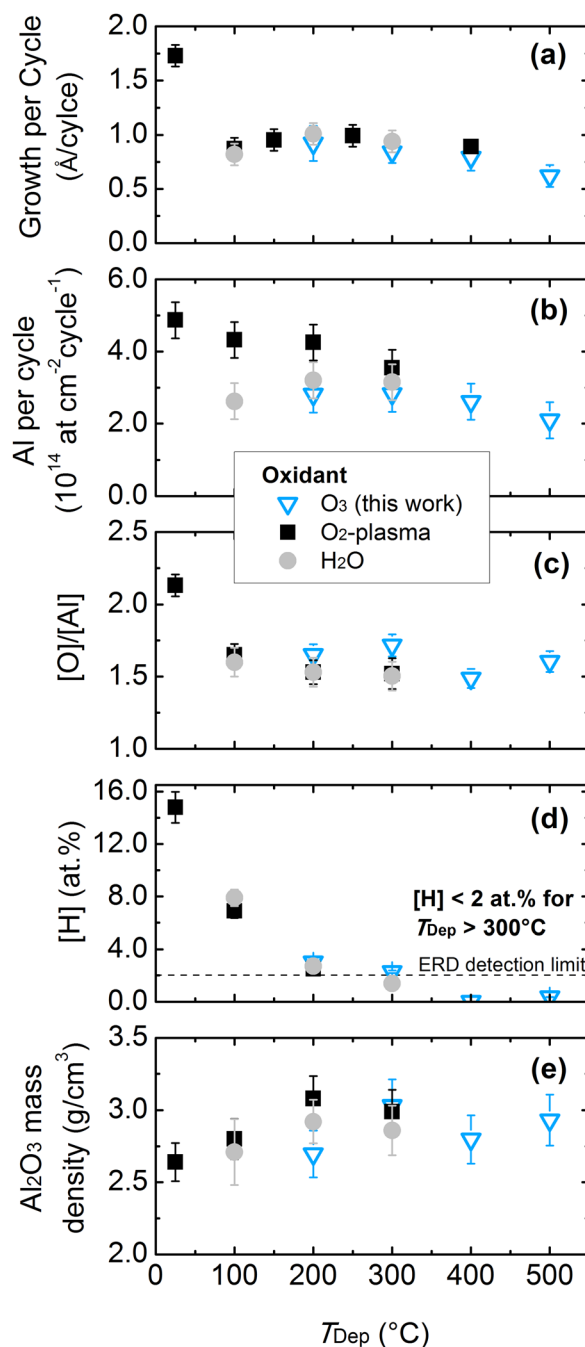 Growth per Cycle
(Å/cylce)
2.0
1.5
1.0
0.5
0.0
(a)
Al per cycle
(10¹⁴ at cm⁻²cycle⁻¹)
6.0
4.0
2.0
0.0
(b)
Oxidant
O₃ (this work)
O₂-plasma
H₂O
[O]/[Al]
2.5
2.0
1.5
1.0
(c)
[H] (at.%)
16.0
12.0
8.0
4.0
0.0
(d)
[H] < 2 at.% for
TDep > 300°C
ERD detection limit
Al₂O₃ mass
density (g/cm³)
3.5
3.0
2.5
2.0
(e)
0 100 200 300 400 500
TDep (°C)